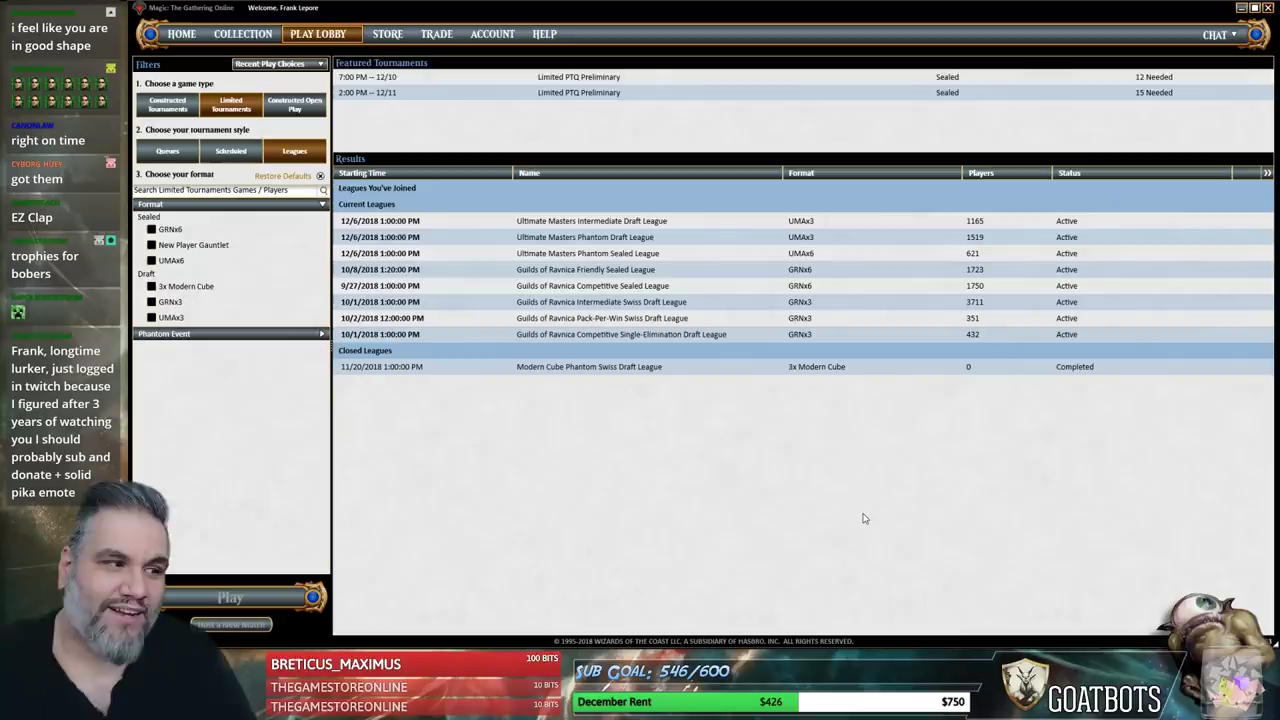 Magic: The Gathering Online Welcome, Frank Lepore
HOME COLLECTION PLAY LOBBY STORE TRADE ACCOUNT HELP CHAT
i feel like you are
in good shape
CANONLAW
right on time
CYBORG HUEY
got them
EZ Clap
trophies for
bobers
Frank, longtime
lurker, just logged
in twitch because
I figured after 3
years of watching
you I should
probably sub and
donate + solid
pika emote
Filters Recent Play Choices
1. Choose a game type
Constructed Tournaments Limited Tournaments Constructed Open Play
2. Choose your tournament style
Queues Scheduled Leagues
3. Choose your format Restore Defaults
Search Limited Tournaments Games / Players
Format
Sealed
GRNx6
New Player Gauntlet
UMAx6
Draft
3x Modern Cube
GRNx3
UMAx3
Phantom Event
Play
Featured Tournaments
7:00 PM -- 12/10 Limited PTQ Preliminary Sealed 12 Needed
2:00 PM -- 12/11 Limited PTQ Preliminary Sealed 15 Needed
Results
Starting Time Name Format Players Status
Leagues You've Joined
Current Leagues
12/6/2018 1:00:00 PM Ultimate Masters Intermediate Draft League UMAx3 1165 Active
12/6/2018 1:00:00 PM Ultimate Masters Phantom Draft League UMAx3 1519 Active
12/6/2018 1:00:00 PM Ultimate Masters Phantom Sealed League UMAx6 621 Active
10/8/2018 1:20:00 PM Guilds of Ravnica Friendly Sealed League GRNx6 1723 Active
9/27/2018 1:00:00 PM Guilds of Ravnica Competitive Sealed League GRNx6 1750 Active
10/1/2018 1:00:00 PM Guilds of Ravnica Intermediate Swiss Draft League GRNx3 3711 Active
10/2/2018 12:00:00 PM Guilds of Ravnica Pack-Per-Win Swiss Draft League GRNx3 351 Active
10/1/2018 1:00:00 PM Guilds of Ravnica Competitive Single-Elimination Draft League GRNx3 432 Active
Closed Leagues
11/20/2018 1:00:00 PM Modern Cube Phantom Swiss Draft League 3x Modern Cube 0 Completed
© 1995-2018 WIZARDS OF THE COAST LLC, A SUBSIDIARY OF HASBRO, INC. ALL RIGHTS RESERVED.
BRETICUS_MAXIMUS 100 BITS
THEGAMESTOREONLINE 10 BITS
THEGAMESTOREONLINE 10 BITS
SUB GOAL: 546/600
December Rent $426 $750
GOATBOTS